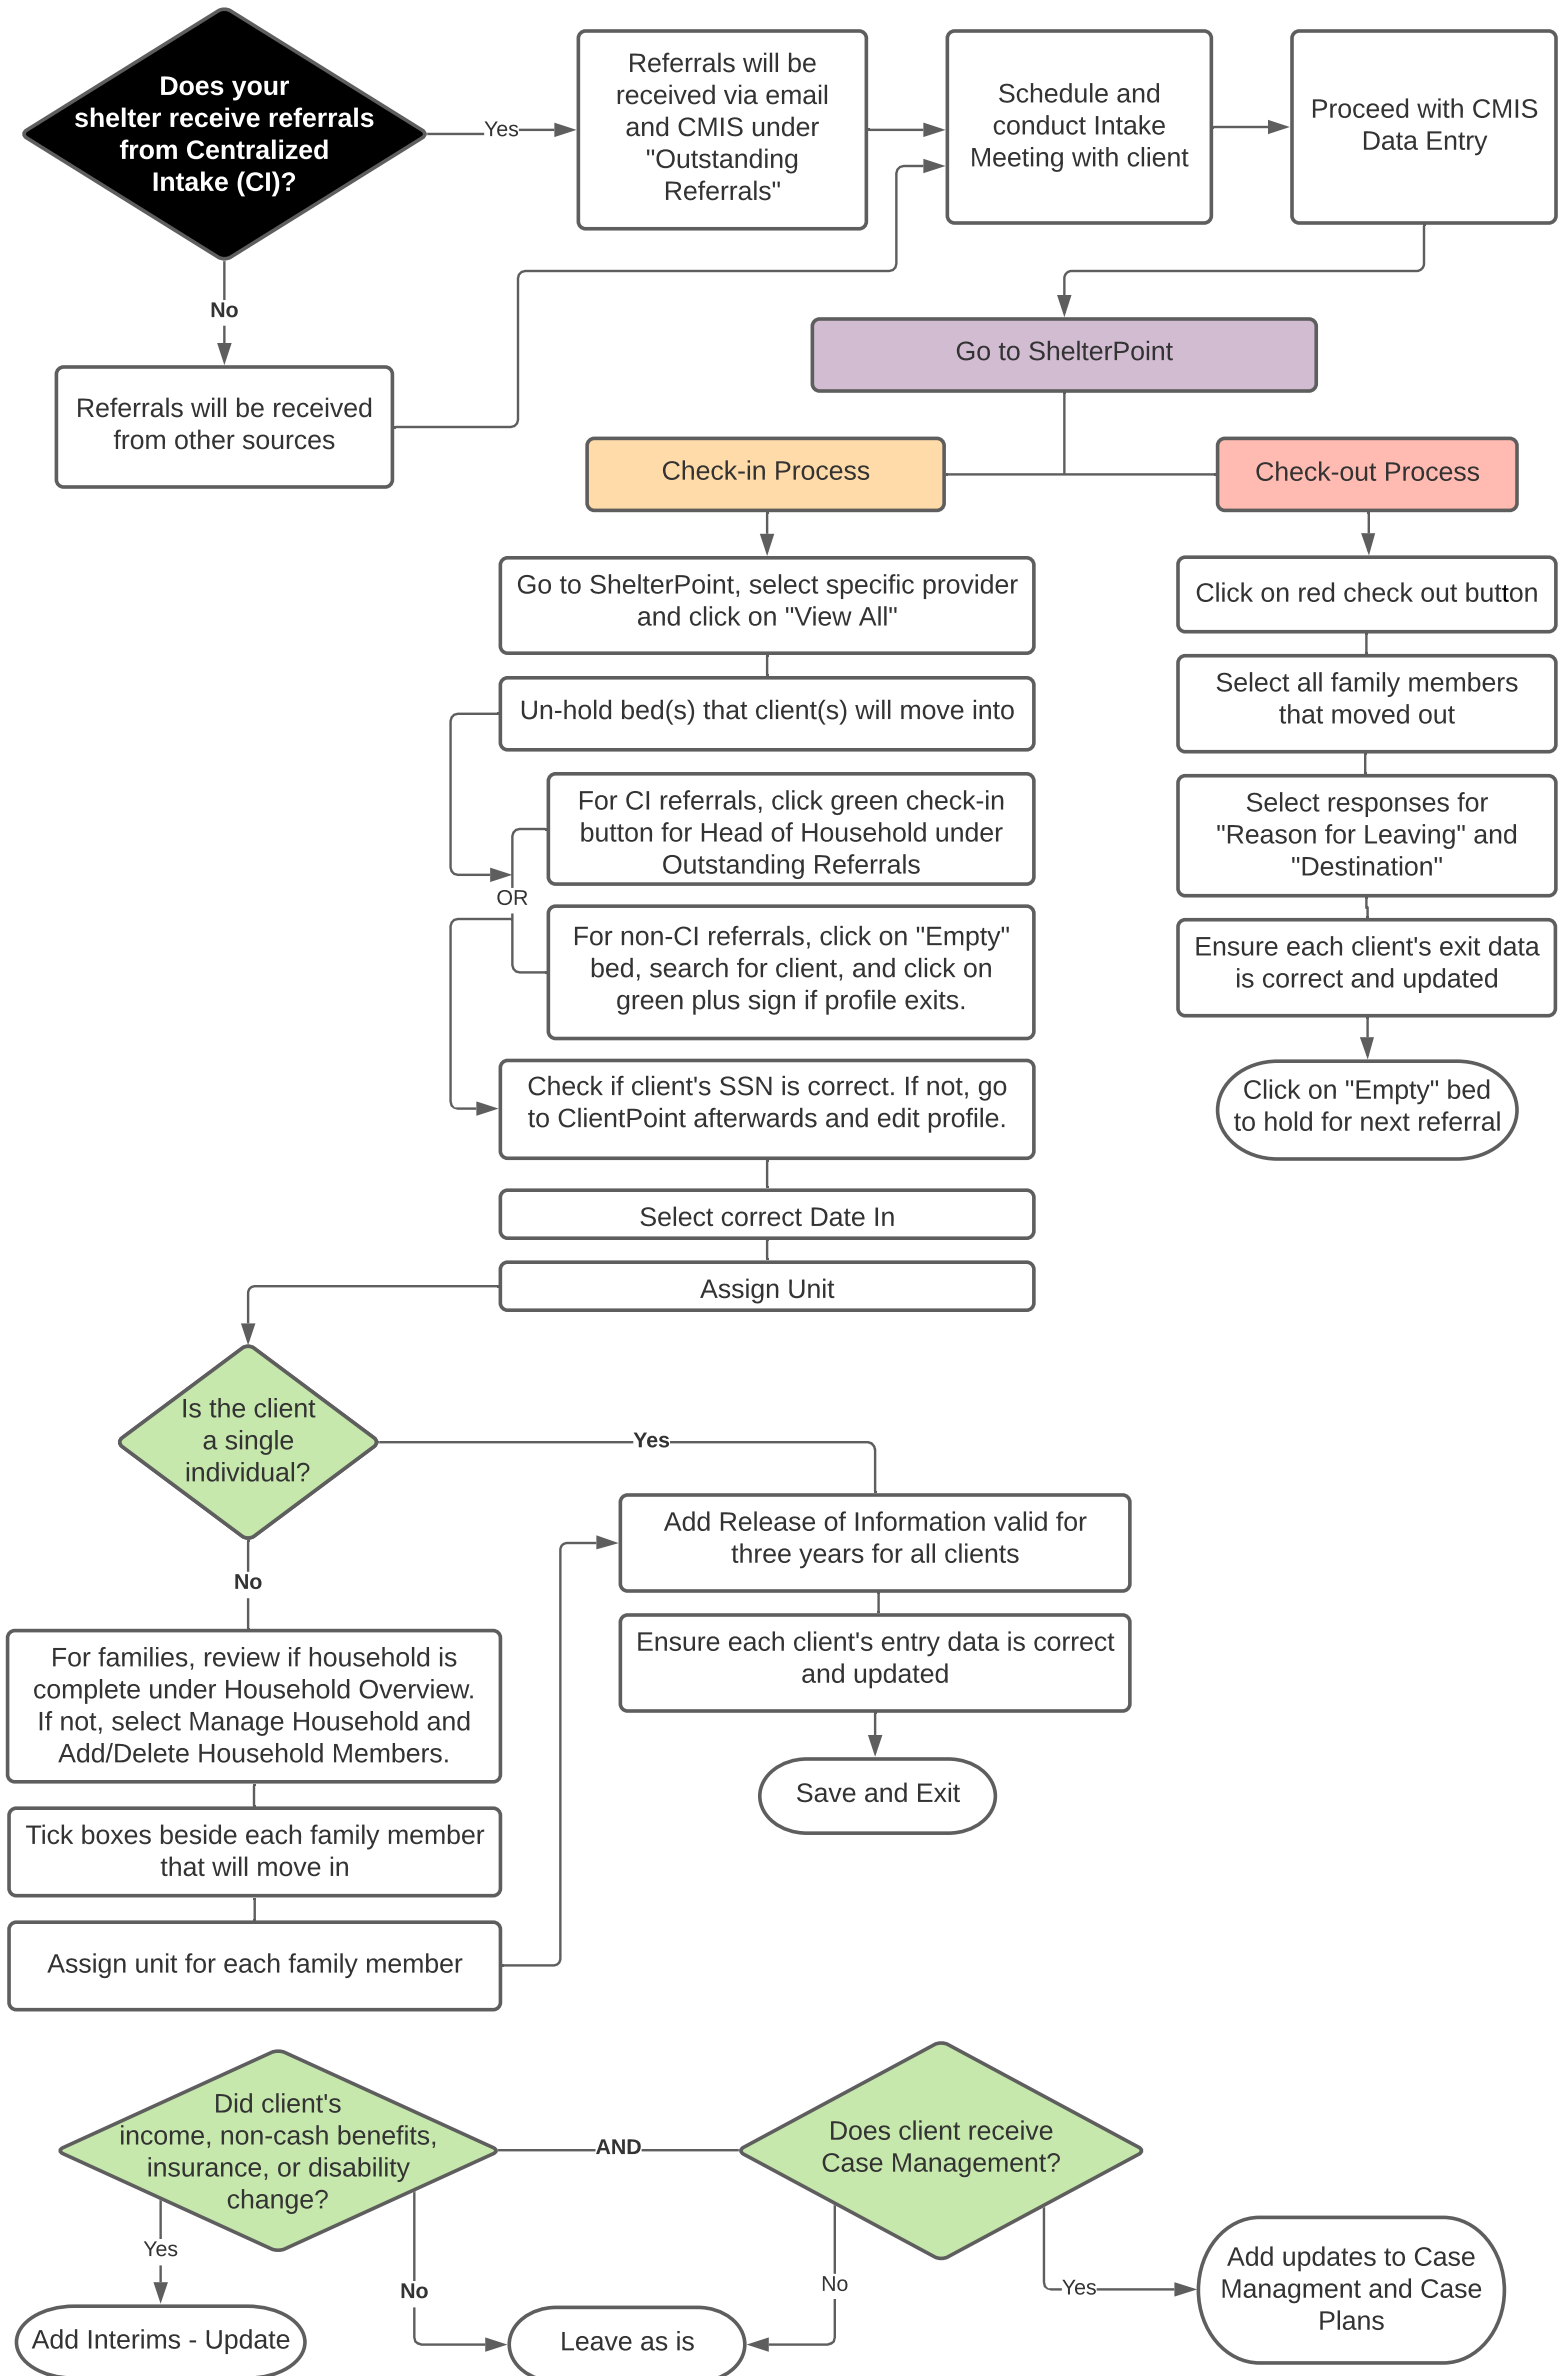 Does your
shelter receive referrals
from Centralized
Intake (CI)?
Yes
Referrals will be
received via email
and CMIS under
"Outstanding
Referrals"
Schedule and
conduct Intake
Meeting with client
Proceed with CMIS
Data Entry
No
Referrals will be received
from other sources
Go to ShelterPoint
Check-in Process
Check-out Process
Go to ShelterPoint, select specific provider
and click on "View All"
Un-hold bed(s) that client(s) will move into
For CI referrals, click green check-in
button for Head of Household under
Outstanding Referrals
OR
For non-CI referrals, click on "Empty"
bed, search for client, and click on
green plus sign if profile exits.
Check if client's SSN is correct. If not, go
to ClientPoint afterwards and edit profile.
Select correct Date In
Assign Unit
Click on red check out button
Select all family members
that moved out
Select responses for
"Reason for Leaving" and
"Destination"
Ensure each client's exit data
is correct and updated
Click on "Empty" bed
to hold for next referral
Is the client
a single
individual?
Yes
No
Add Release of Information valid for
three years for all clients
Ensure each client's entry data is correct
and updated
Save and Exit
For families, review if household is
complete under Household Overview.
If not, select Manage Household and
Add/Delete Household Members.
Tick boxes beside each family member
that will move in
Assign unit for each family member
Did client's
income, non-cash benefits,
insurance, or disability
change?
AND
Does client receive
Case Management?
Yes
No
No
Yes
Add Interims - Update
Leave as is
Add updates to Case
Managment and Case
Plans